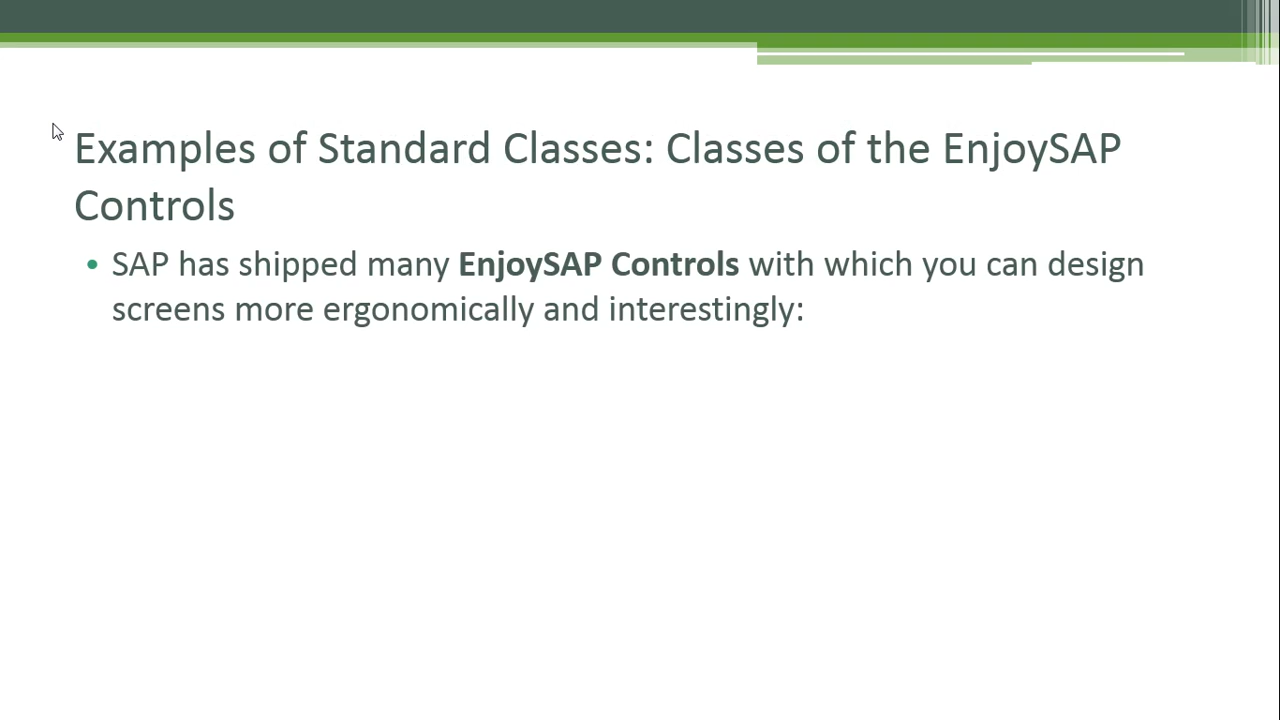 Examples of Standard Classes: Classes of the EnjoySAP
Controls
• SAP has shipped many EnjoySAP Controls with which you can design
screens more ergonomically and interestingly: